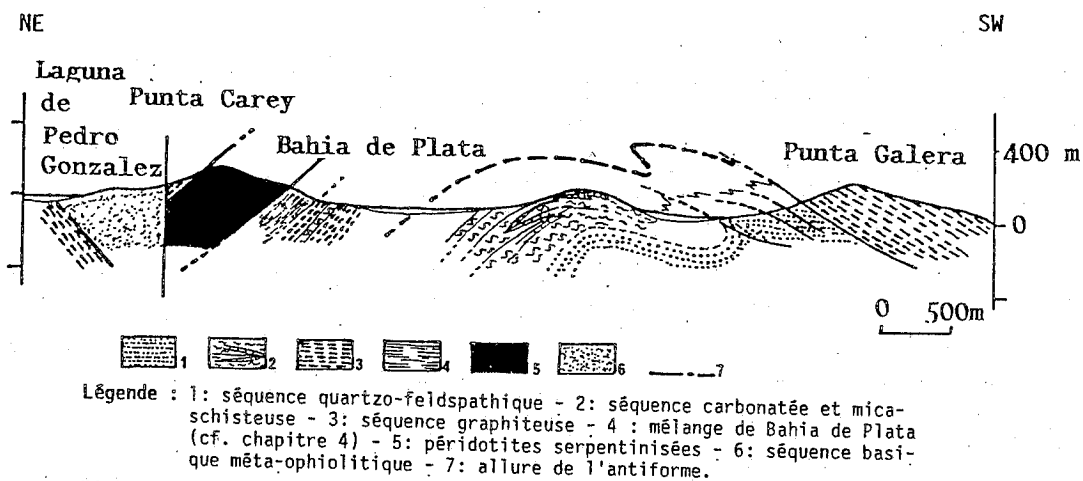 NE
SW
Laguna
de
Pedro
Gonzalez
Punta Carey
Bahia de Plata
Punta Galera
400 m
0
0 500m
1 2 3 4 5 6 7
Légende : 1: séquence quartzo-feldspathique - 2: séquence carbonatée et mica-
schisteuse - 3: séquence graphiteuse - 4 : mélange de Bahia de Plata
(cf. chapitre 4) - 5: péridotites serpentinisées - 6: séquence basi-
que méta-ophiolitique - 7: allure de l'antiforme.